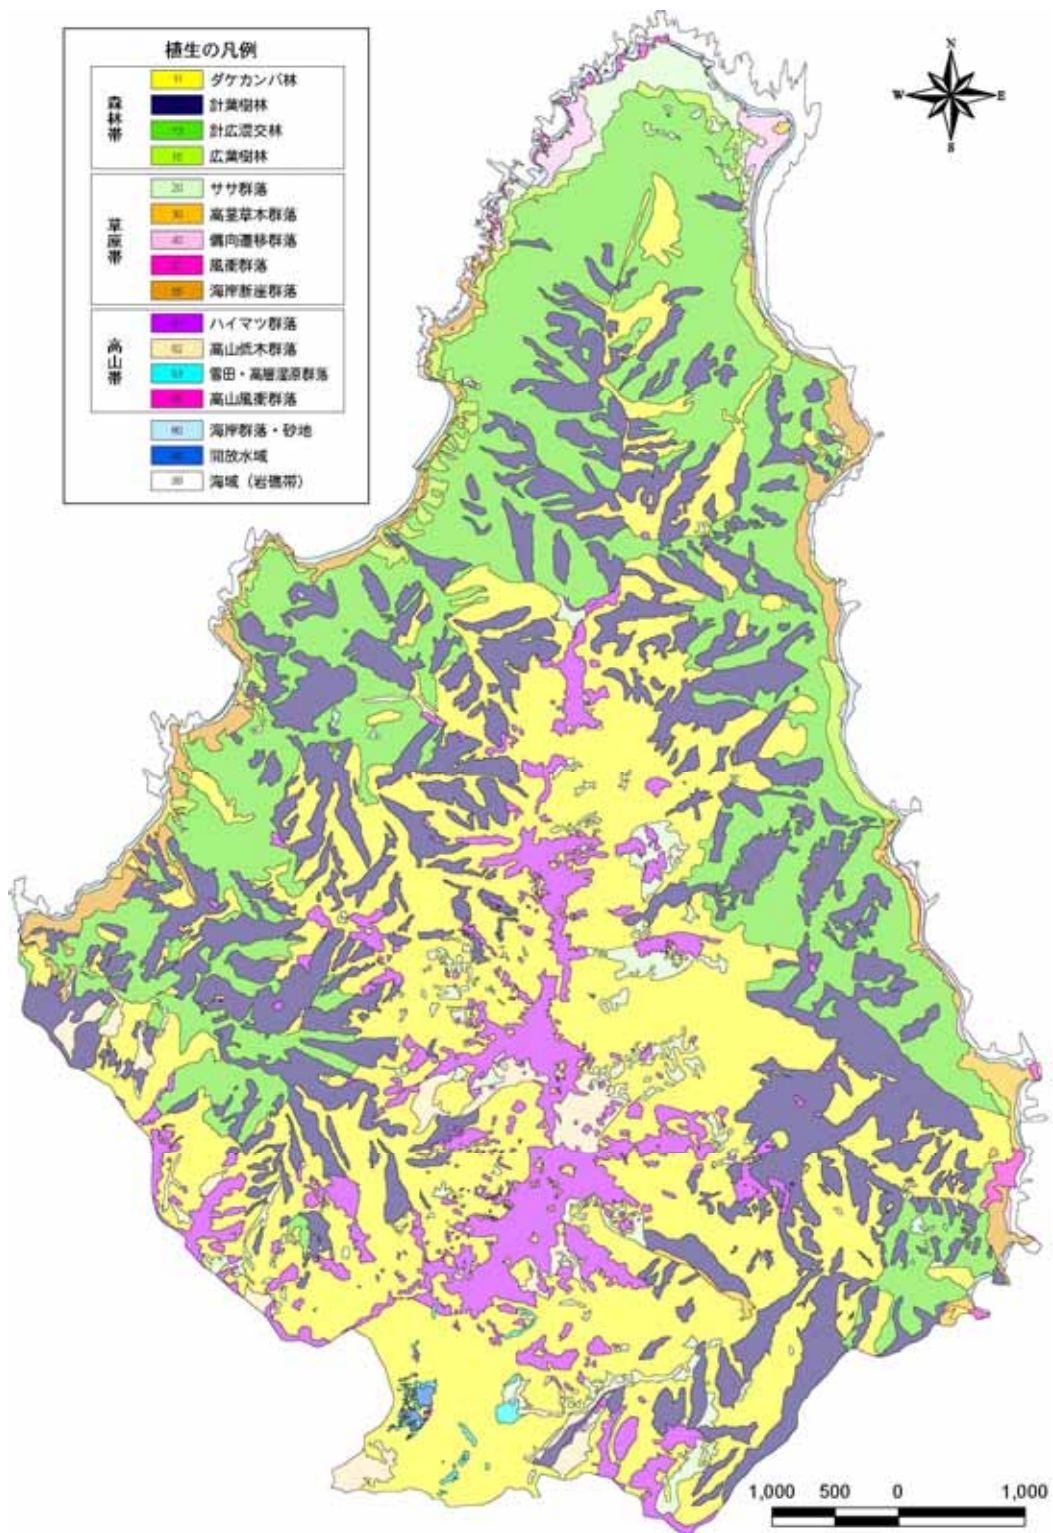 植生の凡例
森林帯
ダケカンバ林
針葉樹林
針広混交林
広葉樹林
草原帯
20 ササ群落
高茎草本群落
偏向遷移群落
風衝群落
海岸断崖群落
高山帯
ハイマツ群落
高山低木群落
雪田・高層湿原群落
高山風衝群落
海岸群落・砂地
開放水域
海域（岩礁帯）
N
W E
S
1,000 500 0 1,000